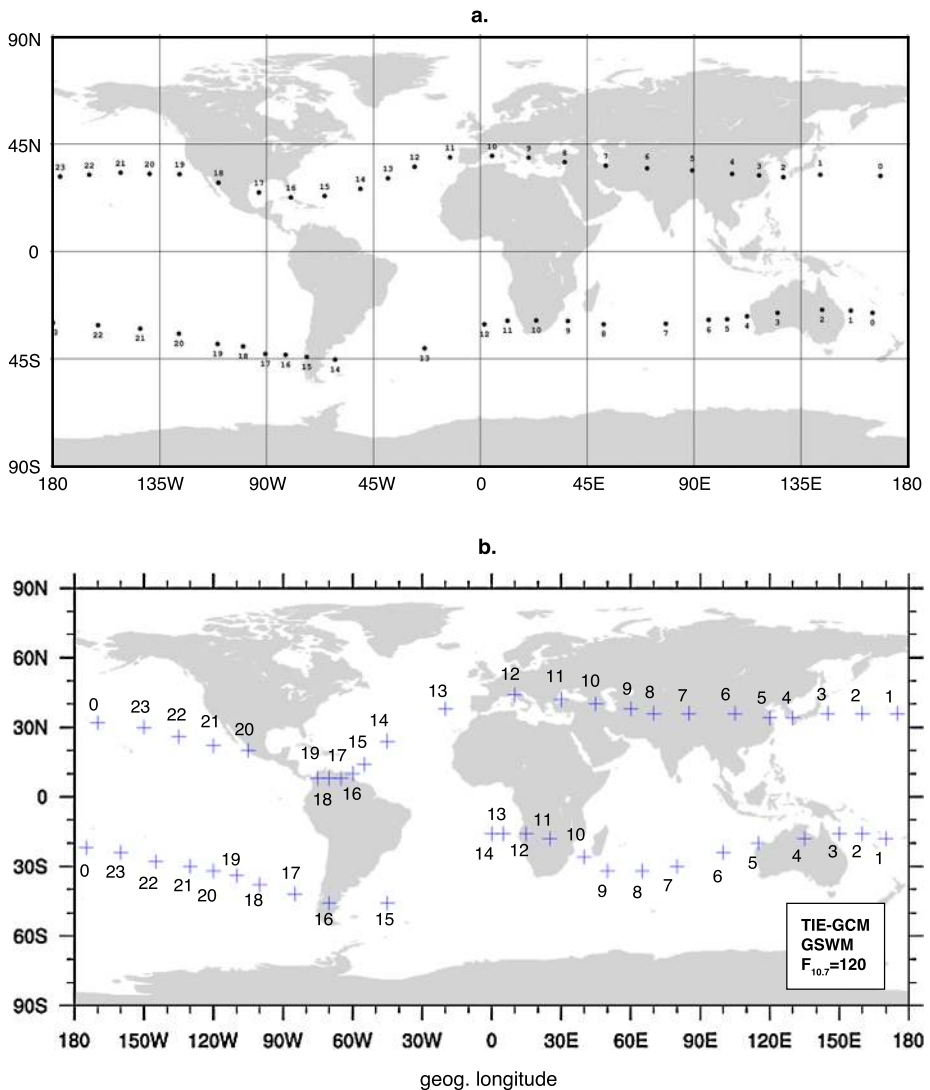 a.
90N
45N
0
45S
90S
23 22 21 20 19 18 17 16 15 14 13 12 11 10 9 8 7 6 5 4 3 2 1 0
22 21 20 19 18 17 16 15 14 13 12 11 10 9 8 7 6 5 4 3 2 1 0
180 135W 90W 45W 0 45E 90E 135E 180
b.
90N
60N
30N
0
30S
60S
90S
0 23 22 21 20 19 18 17 16 15 14 13 12 11 10 9 8 7 6 5 4 3 2 1
0 23 22 21 20 19 18 17 16 15 14 13 12 11 10 9 8 7 6 5 4 3 2 1
TIE-GCM
GSWM
F10.7=120
180 150W 120W 90W 60W 30W 0 30E 60E 90E 120E 150E 180
geog. longitude